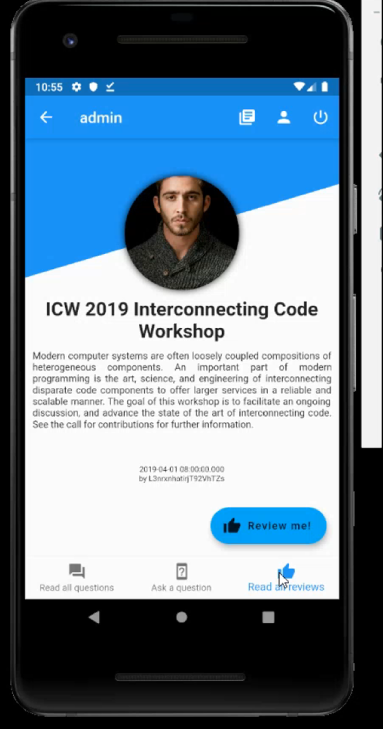 10:55
admin
ICW 2019 Interconnecting Code
Workshop
Modern computer systems are often loosely coupled compositions of
heterogeneous components. An important part of modern
programming is the art, science, and engineering of interconnecting
disparate code components to offer larger services in a reliable and
scalable manner. The goal of this workshop is to facilitate an ongoing
discussion, and advance the state of the art of interconnecting code.
See the call for contributions for further information.
2019-04-01 08:00:00.000
by L3nrxnhatirjT92VhTZs
Review me!
Read all questions
Ask a question
Read all reviews